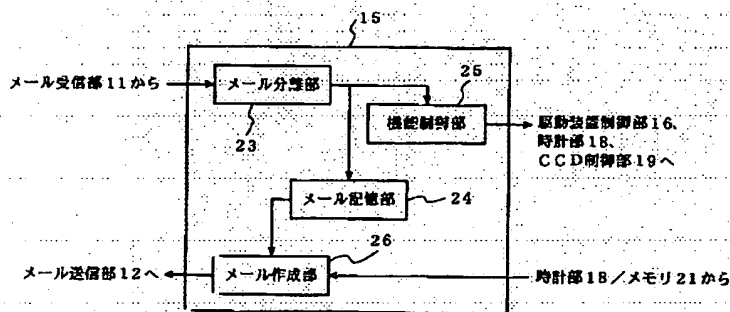 15
メール受信部11から
メール分離部
23
25
機能制御部
駆動装置制御部16、
時計部18、
CCD制御部19へ
メール記憶部
24
26
メール送信部12へ
メール作成部
時計部18/メモリ21から